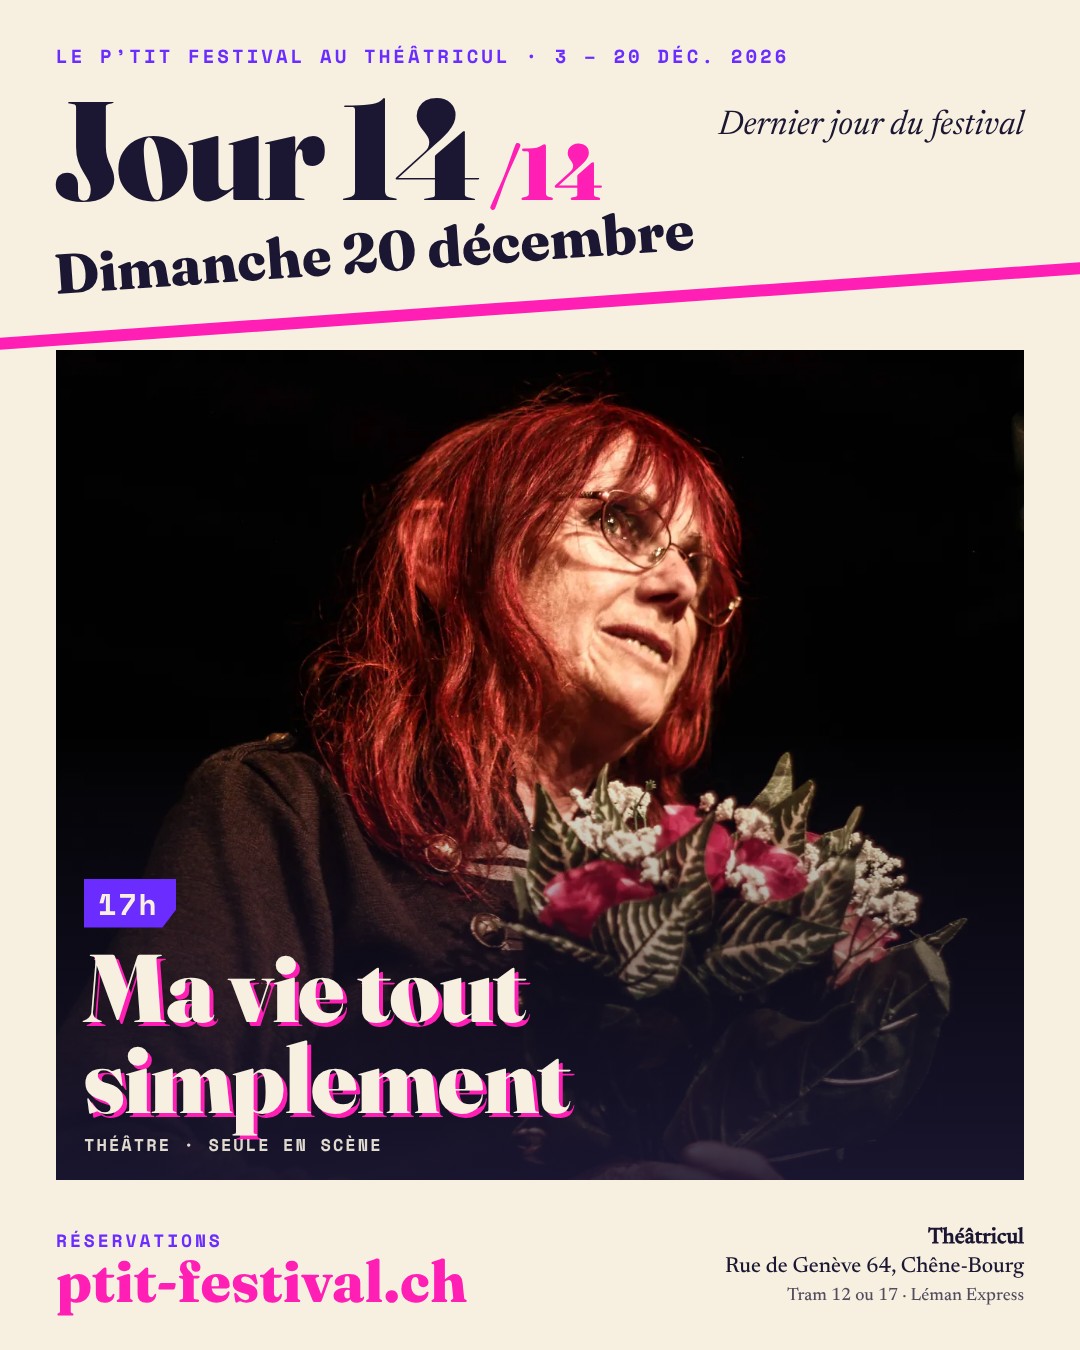 LE P'TIT FESTIVAL AU THÉÂTRICUL · 3 – 20 DÉC. 2026
Jour 14/14
Dernier jour du festival
Dimanche 20 décembre
17h
Ma vie tout
simplement
THÉÂTRE · SEULE EN SCÈNE
RÉSERVATIONS
ptit-festival.ch
Théâtricul
Rue de Genève 64, Chêne-Bourg
Tram 12 ou 17 · Léman Express